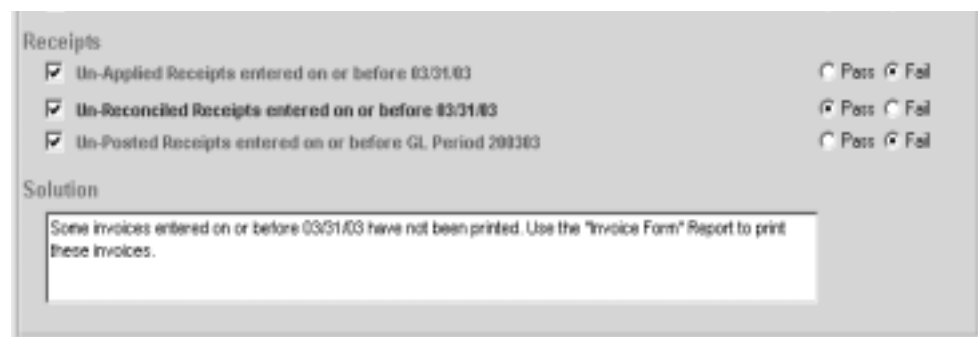 Receipts
Un-Applied Receipts entered on or before 03/31/03 Pass Fail
Un-Reconciled Receipts entered on or before 03/31/03 Pass Fail
Un-Posted Receipts entered on or before GL Period 200303 Pass Fail
Solution
Some invoices entered on or before 03/31/03 have not been printed. Use the "Invoice Form" Report to print
these invoices.